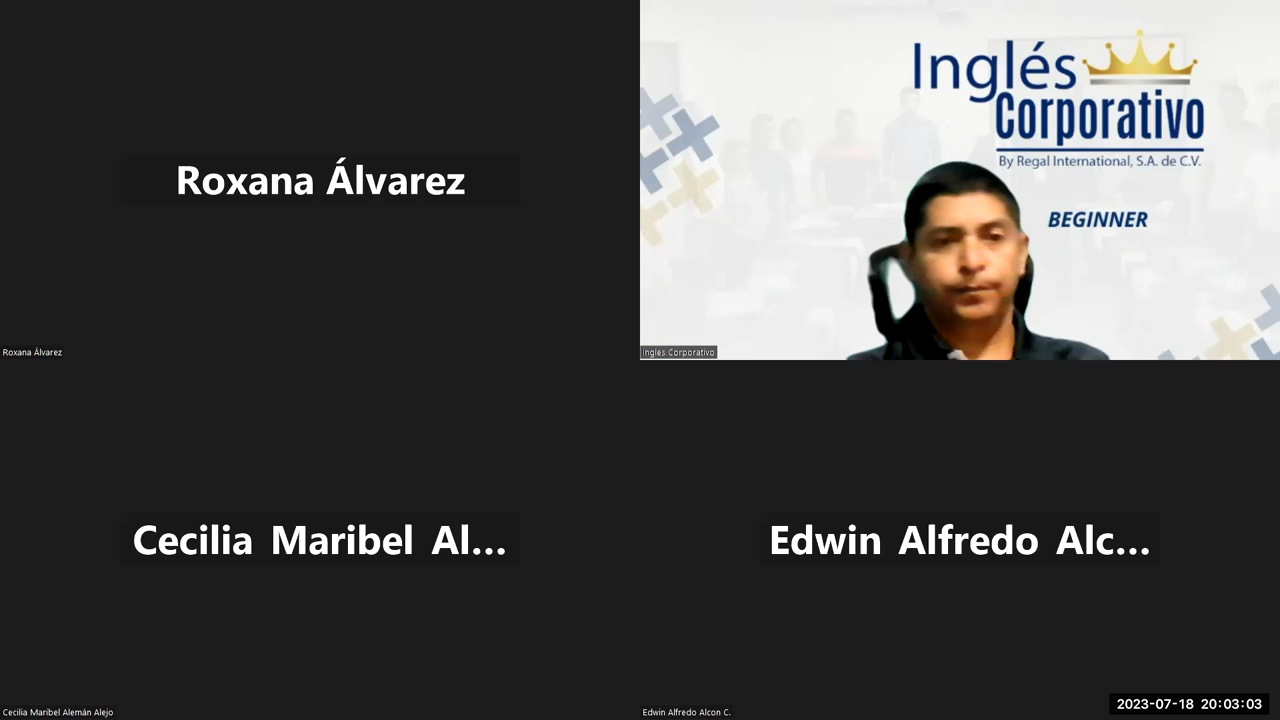 Roxana Álvarez
Roxana Álvarez
Inglés
Corporativo
By Regal International, S.A. de C.V.
BEGINNER
Ingles Corporativo
Cecilia Maribel Al...
Cecilia Maribel Alemán Alejo
Edwin Alfredo Alc...
Edwin Alfredo Alcon C.
2023-07-18 20:03:03